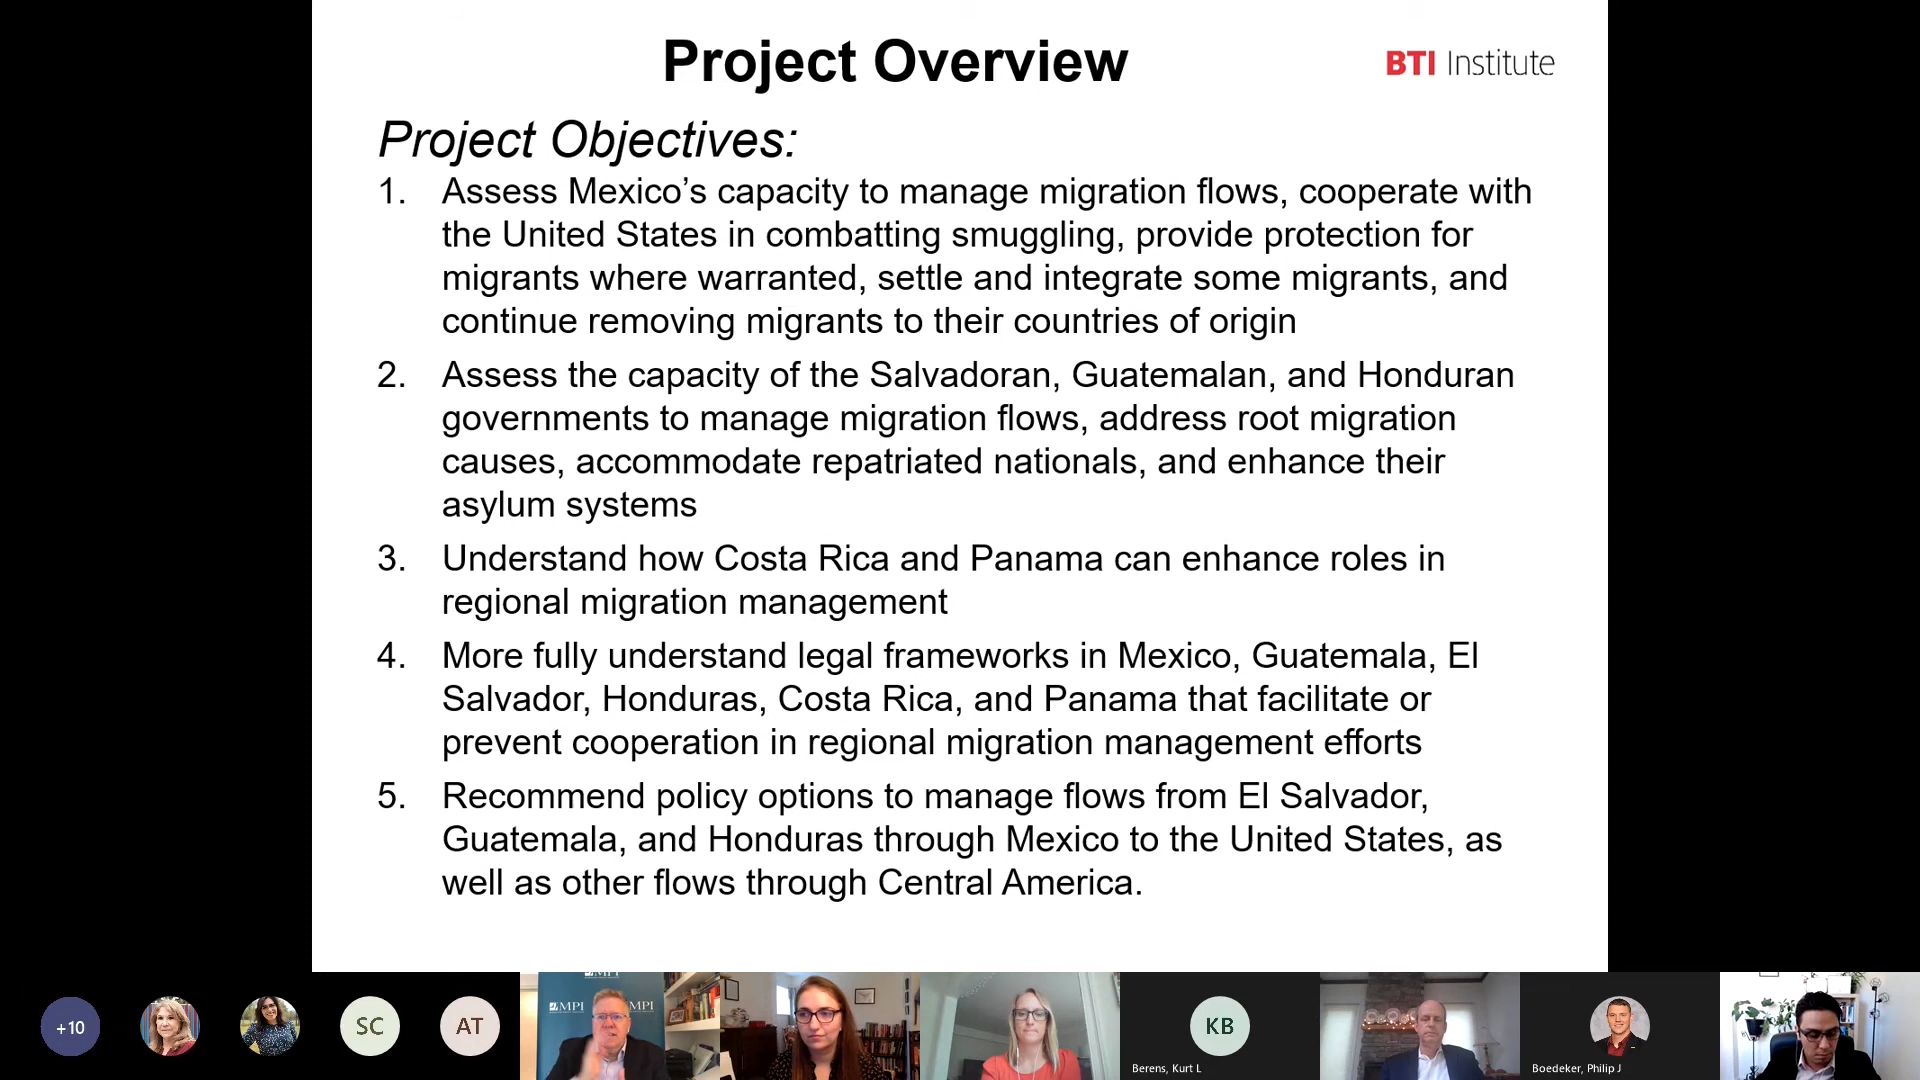 Project Overview
BTI Institute
Project Objectives:
1. Assess Mexico’s capacity to manage migration flows, cooperate with
the United States in combatting smuggling, provide protection for
migrants where warranted, settle and integrate some migrants, and
continue removing migrants to their countries of origin
2. Assess the capacity of the Salvadoran, Guatemalan, and Honduran
governments to manage migration flows, address root migration
causes, accommodate repatriated nationals, and enhance their
asylum systems
3. Understand how Costa Rica and Panama can enhance roles in
regional migration management
4. More fully understand legal frameworks in Mexico, Guatemala, El
Salvador, Honduras, Costa Rica, and Panama that facilitate or
prevent cooperation in regional migration management efforts
5. Recommend policy options to manage flows from El Salvador,
Guatemala, and Honduras through Mexico to the United States, as
well as other flows through Central America.
+10
SC
AT
MPI
MPI
MPI
KB
Berens, Kurt L
Boedeker, Philip J